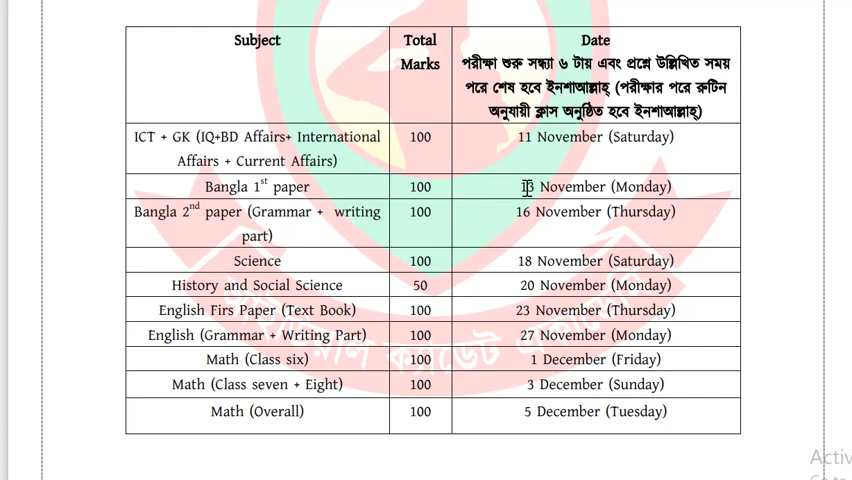 Subject Total Date
Marks পরীক্ষা শুরু সন্ধ্যা ৬ টায় এবং প্রশ্নে উল্লিখিত সময়
পরে শেষ হবে ইনশাআল্লাহ্ (পরীক্ষার পরে রুটিন
অনুযায়ী ক্লাস অনুষ্ঠিত হবে ইনশাআল্লাহ্)
ICT + GK (IQ+BD Affairs+ International 100 11 November (Saturday)
Affairs + Current Affairs)
Bangla 1st paper 100 13 November (Monday)
Bangla 2nd paper (Grammar + writing 100 16 November (Thursday)
part)
Science 100 18 November (Saturday)
History and Social Science 50 20 November (Monday)
English Firs Paper (Text Book) 100 23 November (Thursday)
English (Grammar + Writing Part) 100 27 November (Monday)
Math (Class six) 100 1 December (Friday)
Math (Class seven + Eight) 100 3 December (Sunday)
Math (Overall) 100 5 December (Tuesday)
ক্যাডেট একাডেমি
Activ